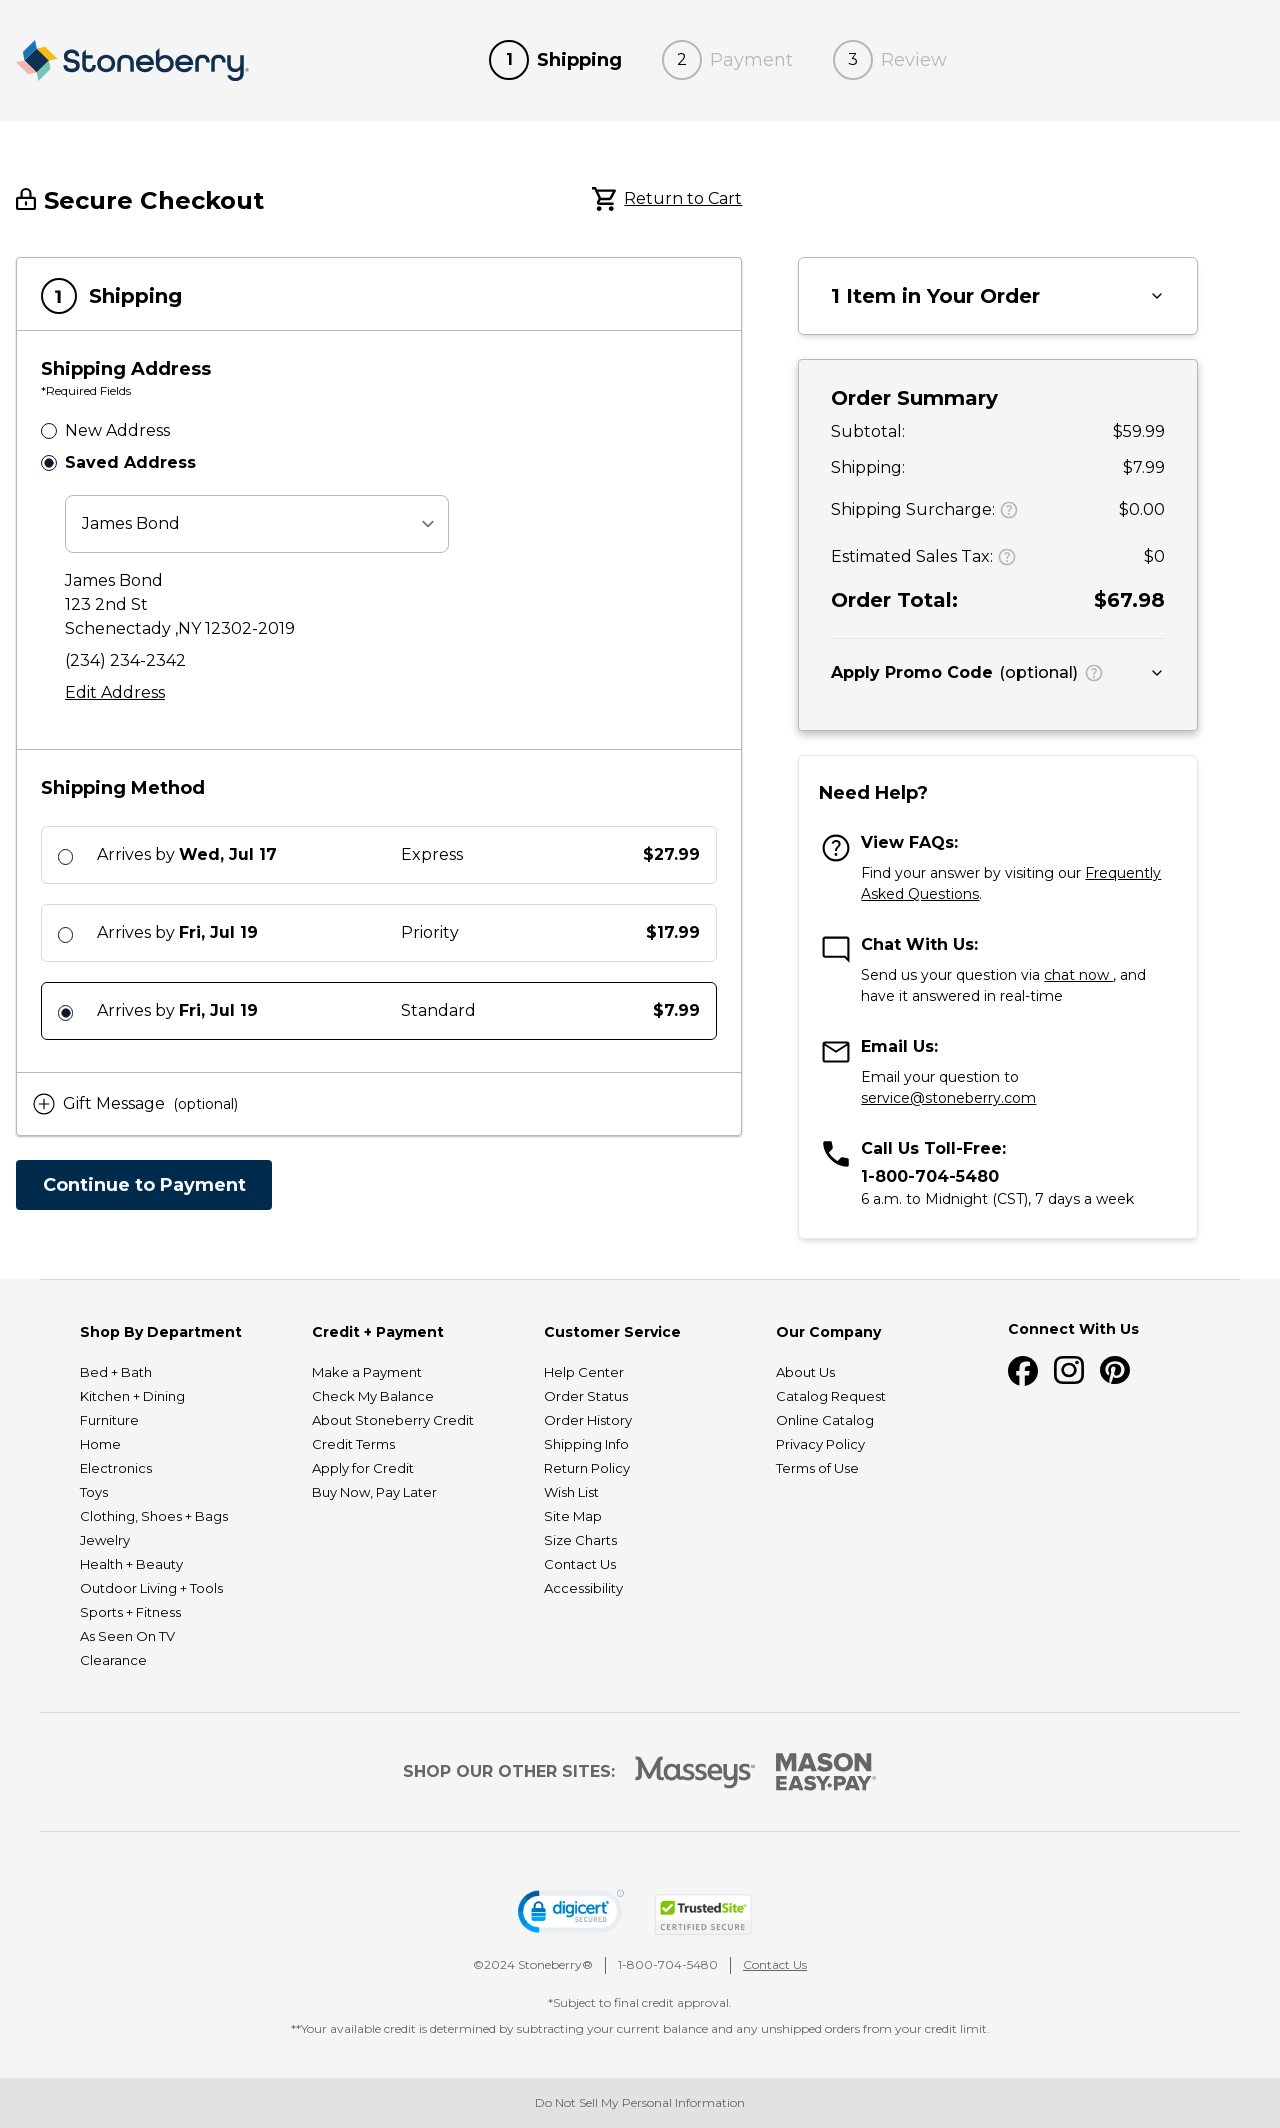 Stoneberry.
1 Shipping 2 Payment 3 Review
Secure Checkout
Return to Cart
1 Shipping
Shipping Address
*Required Fields
New Address
Saved Address
James Bond
James Bond
123 2nd St
Schenectady ,NY 12302-2019
(234) 234-2342
Edit Address
Shipping Method
Arrives by Wed, Jul 17 Express $27.99
Arrives by Fri, Jul 19 Priority $17.99
Arrives by Fri, Jul 19 Standard $7.99
Gift Message (optional)
Continue to Payment
1 Item in Your Order
Order Summary
Subtotal: $59.99
Shipping: $7.99
Shipping Surcharge: ? $0.00
Estimated Sales Tax: ? $0
Order Total: $67.98
Apply Promo Code (optional) ?
Need Help?
View FAQs:
Find your answer by visiting our Frequently
Asked Questions.
Chat With Us:
Send us your question via chat now , and
have it answered in real-time
Email Us:
Email your question to
service@stoneberry.com
Call Us Toll-Free:
1-800-704-5480
6 a.m. to Midnight (CST), 7 days a week
Shop By Department
Bed + Bath
Kitchen + Dining
Furniture
Home
Electronics
Toys
Clothing, Shoes + Bags
Jewelry
Health + Beauty
Outdoor Living + Tools
Sports + Fitness
As Seen On TV
Clearance
Credit + Payment
Make a Payment
Check My Balance
About Stoneberry Credit
Credit Terms
Apply for Credit
Buy Now, Pay Later
Customer Service
Help Center
Order Status
Order History
Shipping Info
Return Policy
Wish List
Site Map
Size Charts
Contact Us
Accessibility
Our Company
About Us
Catalog Request
Online Catalog
Privacy Policy
Terms of Use
Connect With Us
SHOP OUR OTHER SITES: Masseys® MASON
EASY•PAY®
digicert
SECURED
TrustedSite®
CERTIFIED SECURE
©2024 Stoneberry® | 1-800-704-5480 | Contact Us
*Subject to final credit approval.
**Your available credit is determined by subtracting your current balance and any unshipped orders from your credit limit.
Do Not Sell My Personal Information